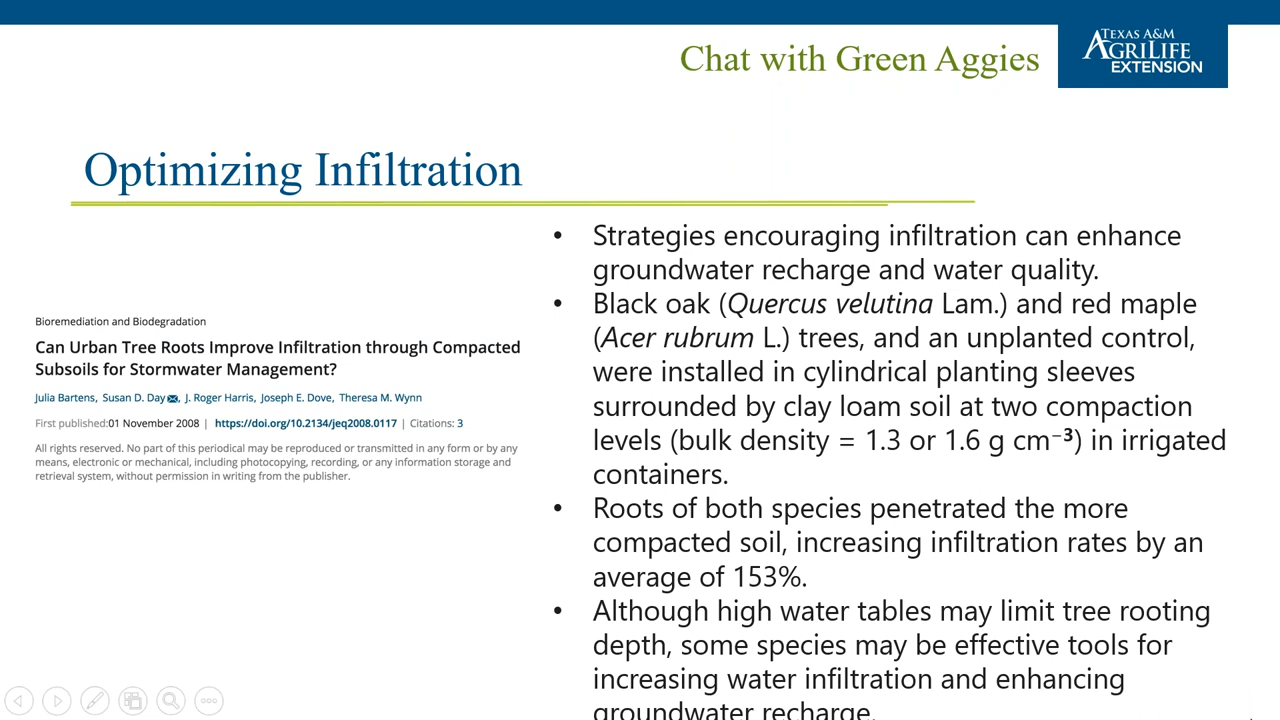 Chat with Green Aggies
TEXAS A&M
AGRILIFE
EXTENSION
Optimizing Infiltration
Bioremediation and Biodegradation
Can Urban Tree Roots Improve Infiltration through Compacted
Subsoils for Stormwater Management?
Julia Bartens, Susan D. Day, J. Roger Harris, Joseph E. Dove, Theresa M. Wynn
First published:01 November 2008 | https://doi.org/10.2134/jeq2008.0117 | Citations: 3
All rights reserved. No part of this periodical may be reproduced or transmitted in any form or by any
means, electronic or mechanical, including photocopying, recording, or any information storage and
retrieval system, without permission in writing from the publisher.
• Strategies encouraging infiltration can enhance
groundwater recharge and water quality.
• Black oak (Quercus velutina Lam.) and red maple
(Acer rubrum L.) trees, and an unplanted control,
were installed in cylindrical planting sleeves
surrounded by clay loam soil at two compaction
levels (bulk density = 1.3 or 1.6 g cm⁻³) in irrigated
containers.
• Roots of both species penetrated the more
compacted soil, increasing infiltration rates by an
average of 153%.
• Although high water tables may limit tree rooting
depth, some species may be effective tools for
increasing water infiltration and enhancing
groundwater recharge.